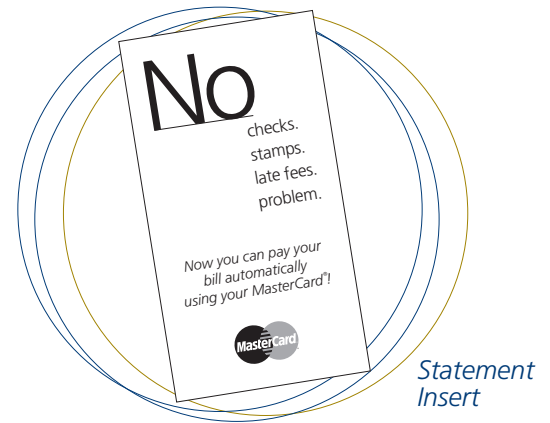 No
checks.
stamps.
late fees.
problem.
Now you can pay your
bill automatically
using your MasterCard®!
MasterCard
Statement
Insert